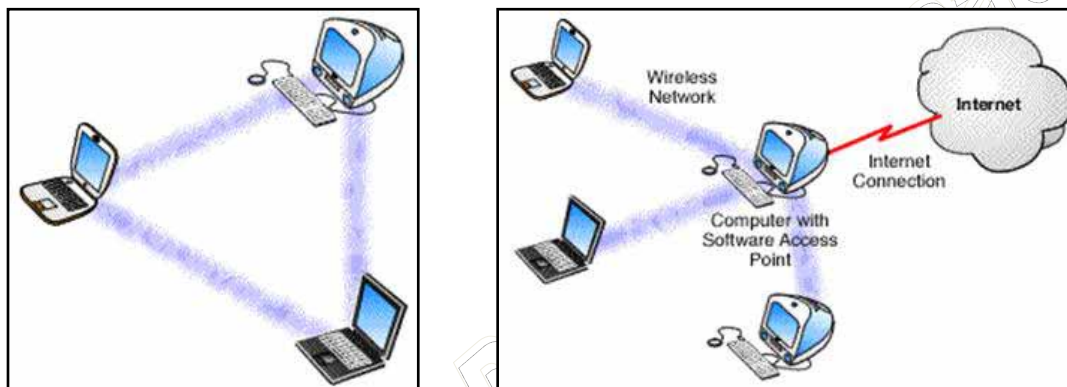 Wireless
Network
Internet
Internet
Connection
Computer with
Software Access
Point